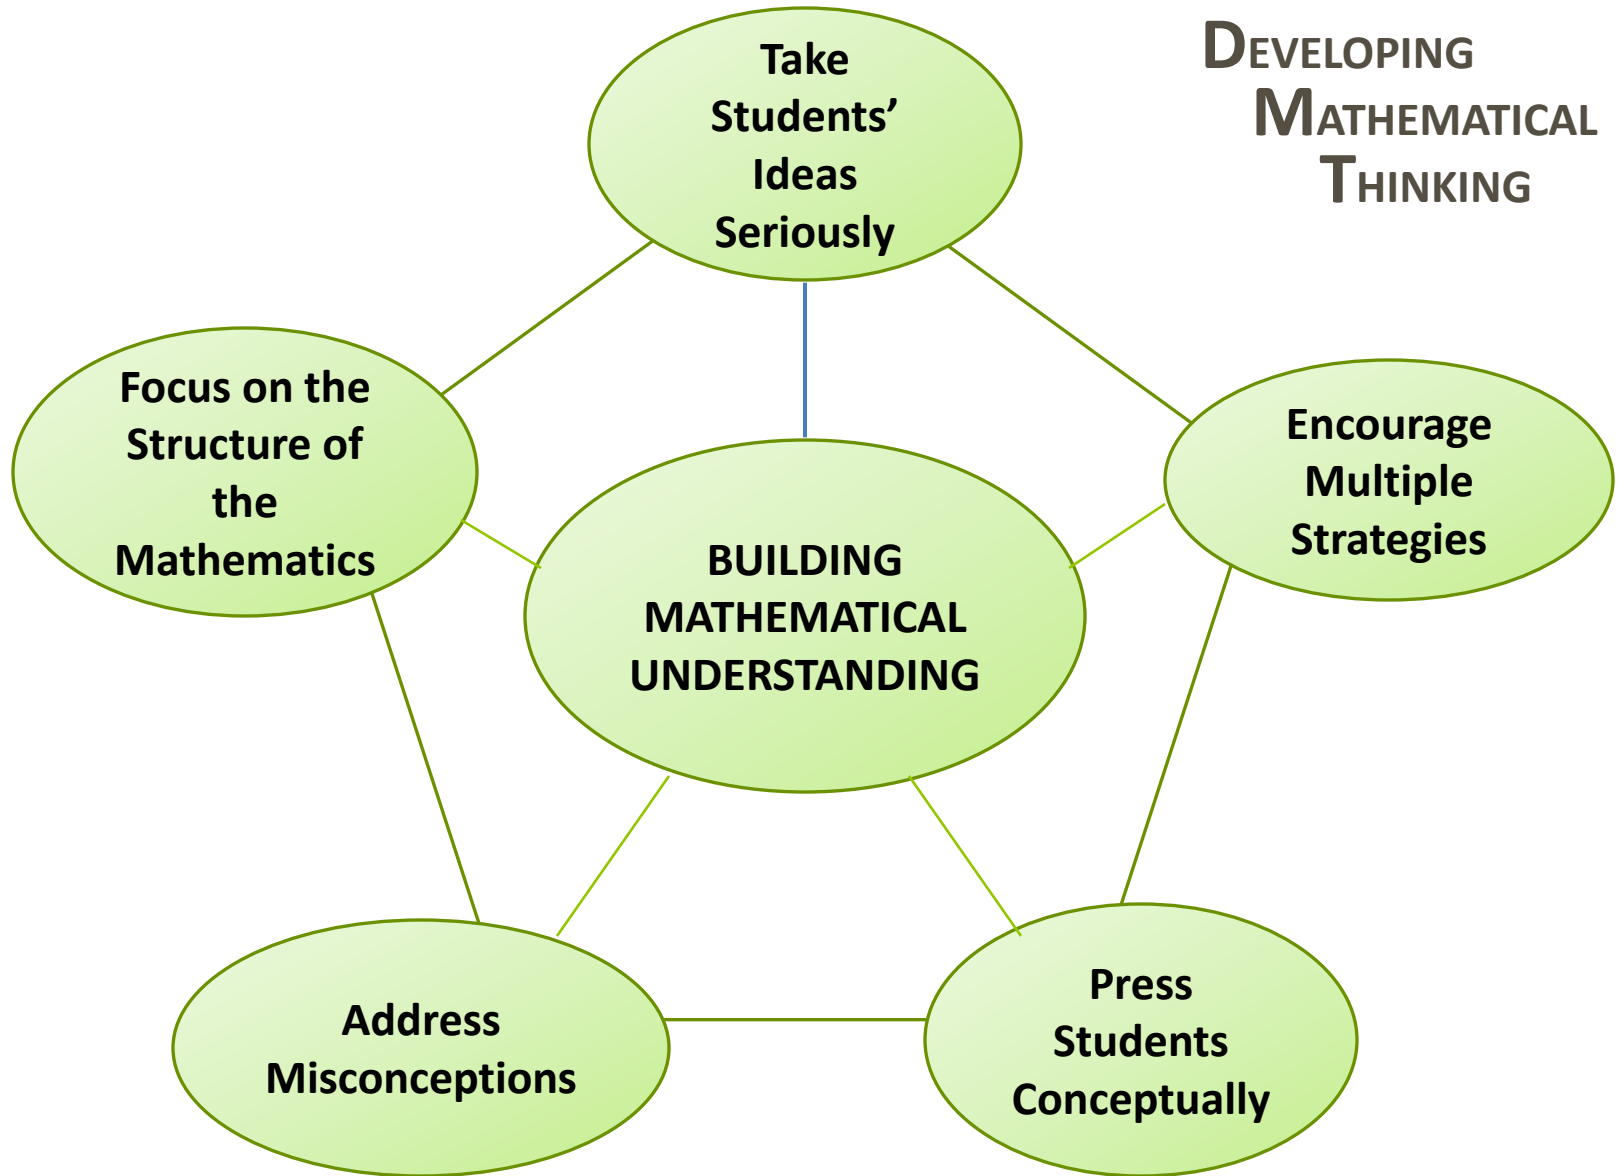 DEVELOPING
MATHEMATICAL
THINKING
Take
Students’
Ideas
Seriously
Focus on the
Structure of
the
Mathematics
Encourage
Multiple
Strategies
BUILDING
MATHEMATICAL
UNDERSTANDING
Address
Misconceptions
Press
Students
Conceptually